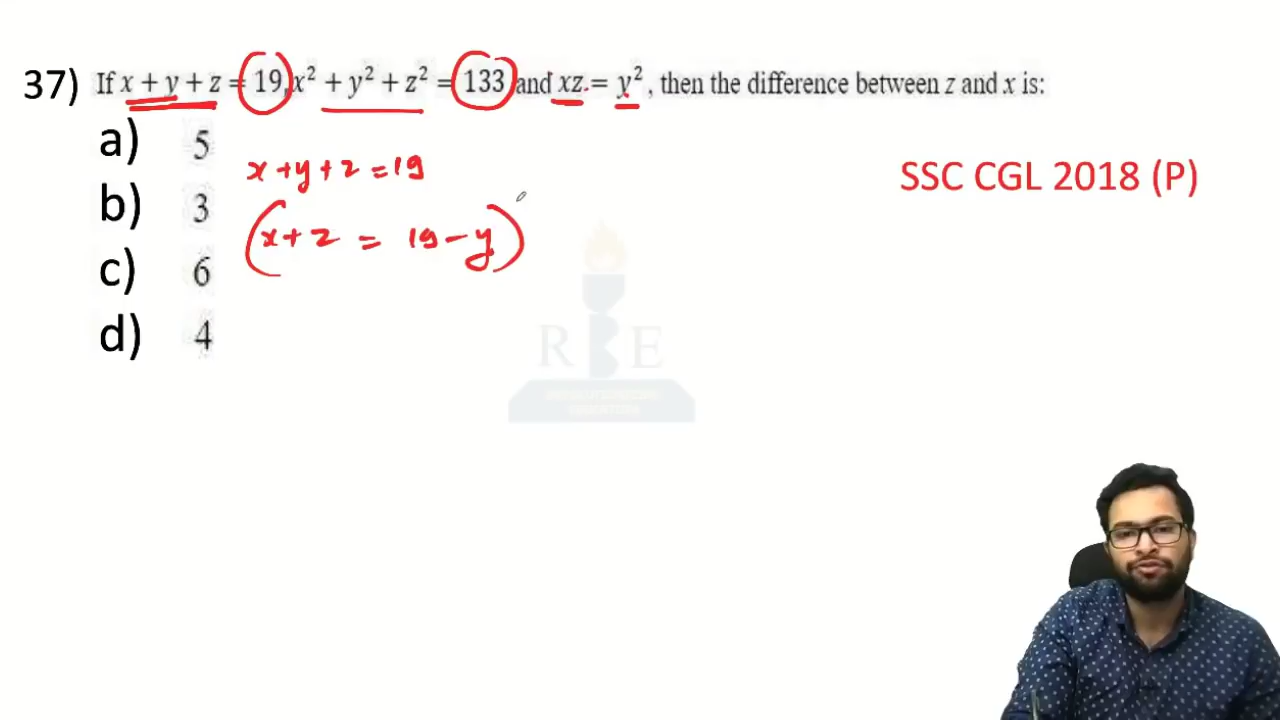 37) If x + y + z = 19, x² + y² + z² = 133 and xz = y², then the difference between z and x is:
a) 5
x + y + z = 19
SSC CGL 2018 (P)
b) 3
(x + z = 19 - y)
c) 6
d) 4
R E